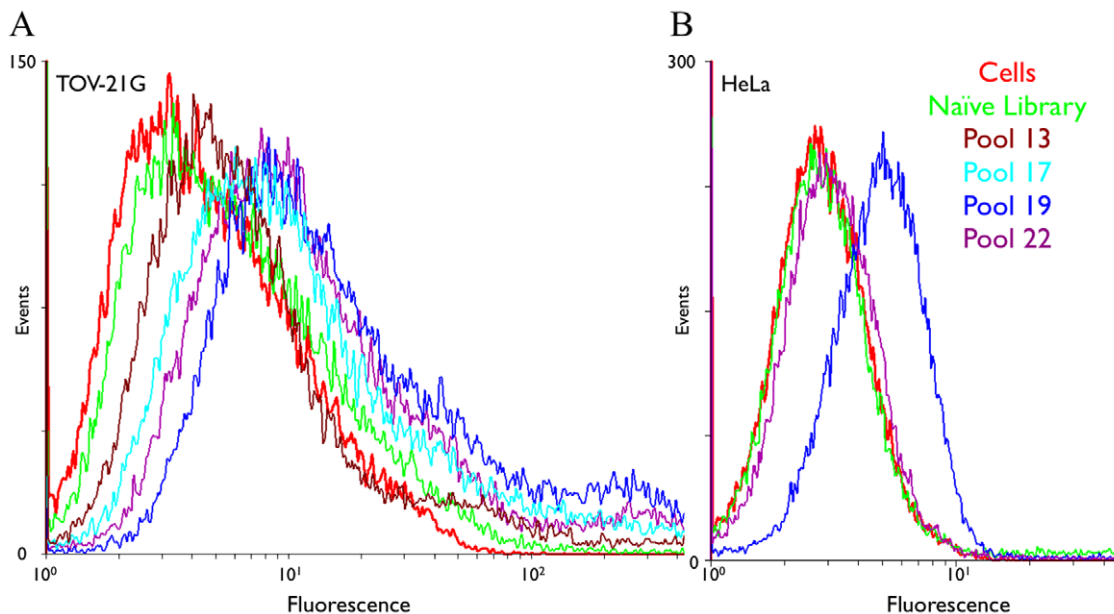 A
150
TOV-21G
Events
0
10⁰
10¹
10²
Fluorescence
B
300
HeLa
Cells
Naïve Library
Pool 13
Pool 17
Pool 19
Pool 22
Events
0
10⁰
10¹
Fluorescence